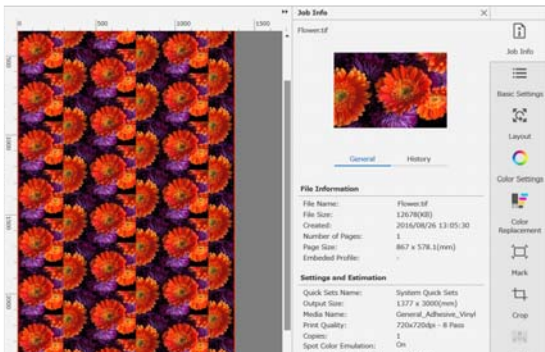 Job Info
Flower.tif
0 500 1000 1500
500
1000
1500
2000
General History
File Information
File Name: Flower.tif
File Size: 12678(KB)
Created: 2016/08/26 13:05:30
Number of Pages: 1
Page Size: 867 x 578.1(mm)
Embeded Profile: -
Settings and Estimation
Quick Sets Name: System Quick Sets
Output Size: 1377 x 3000(mm)
Media Name: General_Adhesive_Vinyl
Print Quality: 720x720dpi - 8 Pass
Copies: 1
Spot Color Emulation: On
Job Info
Basic Settings
Layout
Color Settings
Color
Replacement
Mark
Crop